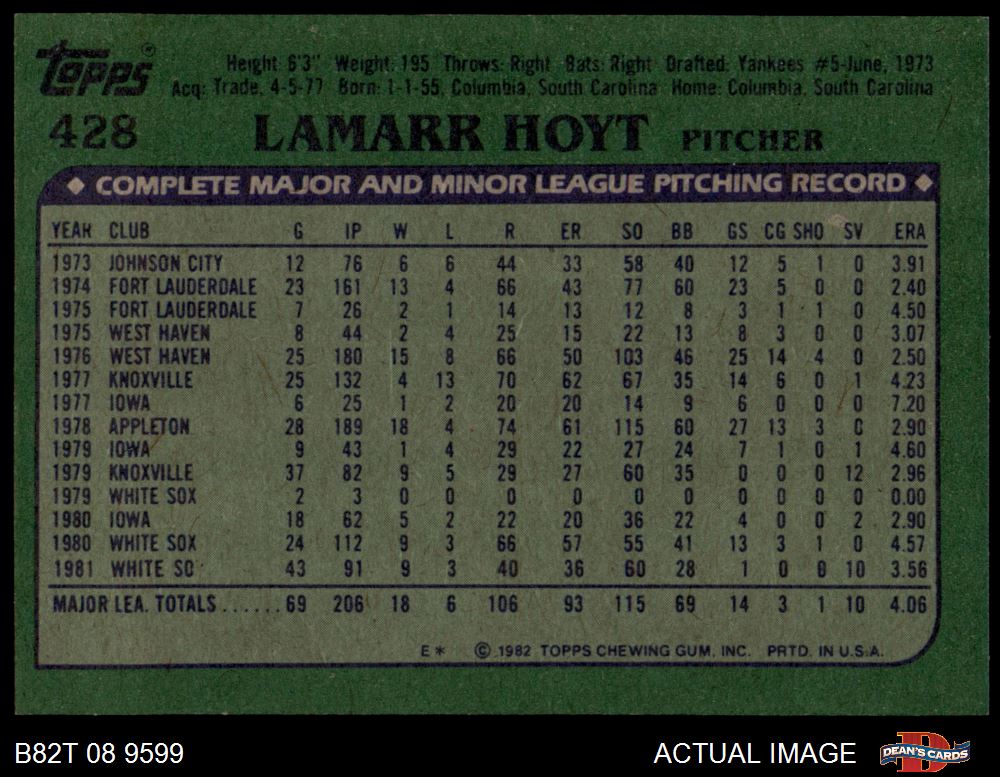 Topps® Height: 6'3" Weight: 195 Throws: Right Bats: Right Drafted: Yankees #5-June, 1973
Acq: Trade, 4-5-77 Born: 1-1-55, Columbia, South Carolina Home: Columbia, South Carolina
428 LAMARR HOYT PITCHER
◆ COMPLETE MAJOR AND MINOR LEAGUE PITCHING RECORD ◆
YEAR CLUB G IP W L R ER SO BB GS CG SHO SV ERA
1973 JOHNSON CITY 12 76 6 6 44 33 58 40 12 5 1 0 3.91
1974 FORT LAUDERDALE 23 161 13 4 66 43 77 60 23 5 0 0 2.40
1975 FORT LAUDERDALE 7 26 2 1 14 13 12 8 3 1 1 0 4.50
1975 WEST HAVEN 8 44 2 4 25 15 22 13 8 3 0 0 3.07
1976 WEST HAVEN 25 180 15 8 66 50 103 46 25 14 4 0 2.50
1977 KNOXVILLE 25 132 4 13 70 62 67 35 14 6 0 1 4.23
1977 IOWA 6 25 1 2 20 20 14 9 6 0 0 0 7.20
1978 APPLETON 28 189 18 4 74 61 115 60 27 13 3 0 2.90
1979 IOWA 9 43 1 4 29 22 27 24 7 1 0 1 4.60
1979 KNOXVILLE 37 82 9 5 29 27 60 35 0 0 0 12 2.96
1979 WHITE SOX 2 3 0 0 0 0 0 0 0 0 0 0 0.00
1980 IOWA 18 62 5 2 22 20 36 22 4 0 0 2 2.90
1980 WHITE SOX 24 112 9 3 66 57 55 41 13 3 1 0 4.57
1981 WHITE SO 43 91 9 3 40 36 60 28 1 0 0 10 3.56
MAJOR LEA. TOTALS ...... 69 206 18 6 106 93 115 69 14 3 1 10 4.06
E* © 1982 TOPPS CHEWING GUM, INC. PRTD. IN U.S.A.
B82T 08 9599 ACTUAL IMAGE DEAN'S CARDS